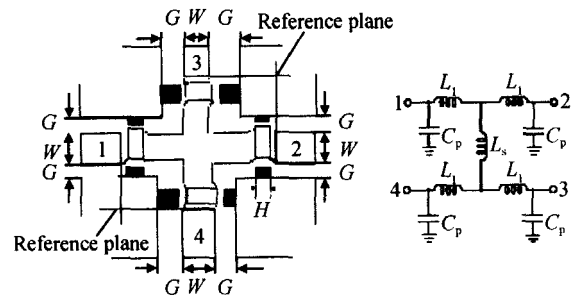 G W G
Reference plane
3
G
W 1 2 W
G
G
H
Reference plane
4
G W G
1 L₁ L₁ 2
Cₚ Lₛ Cₚ
4 L₁ L₁ 3
Cₚ Cₚ